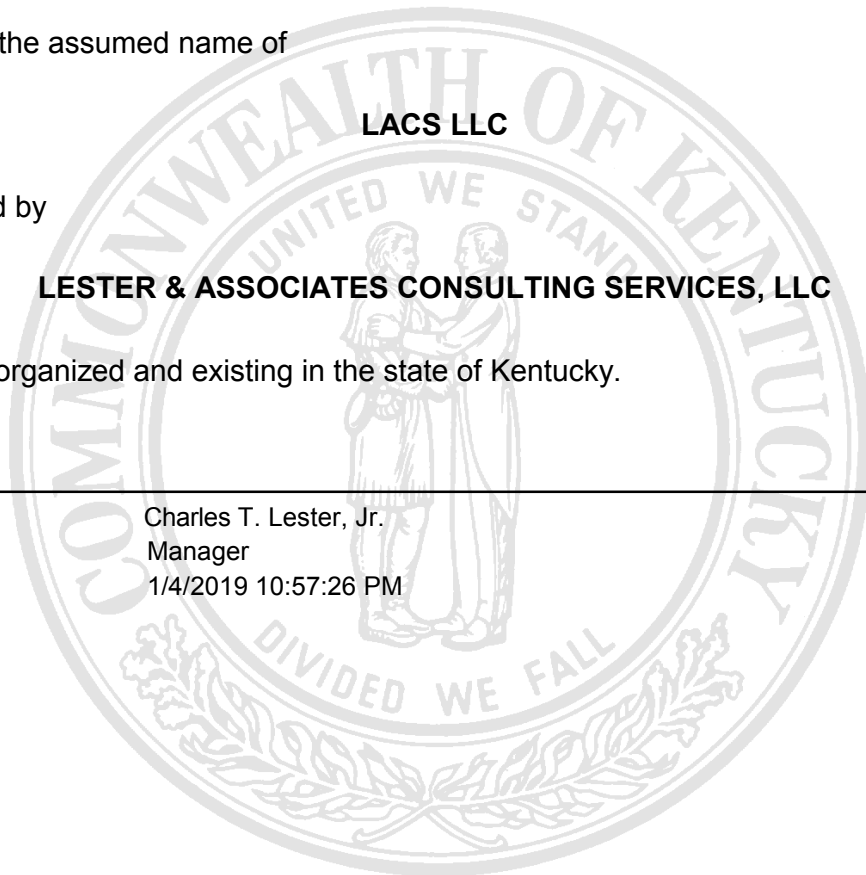 the assumed name of
LACS LLC
d by
LESTER & ASSOCIATES CONSULTING SERVICES, LLC
organized and existing in the state of Kentucky.
Charles T. Lester, Jr.
Manager
1/4/2019 10:57:26 PM
COMMONWEALTH OF KENTUCKY
UNITED WE STAND
DIVIDED WE FALL